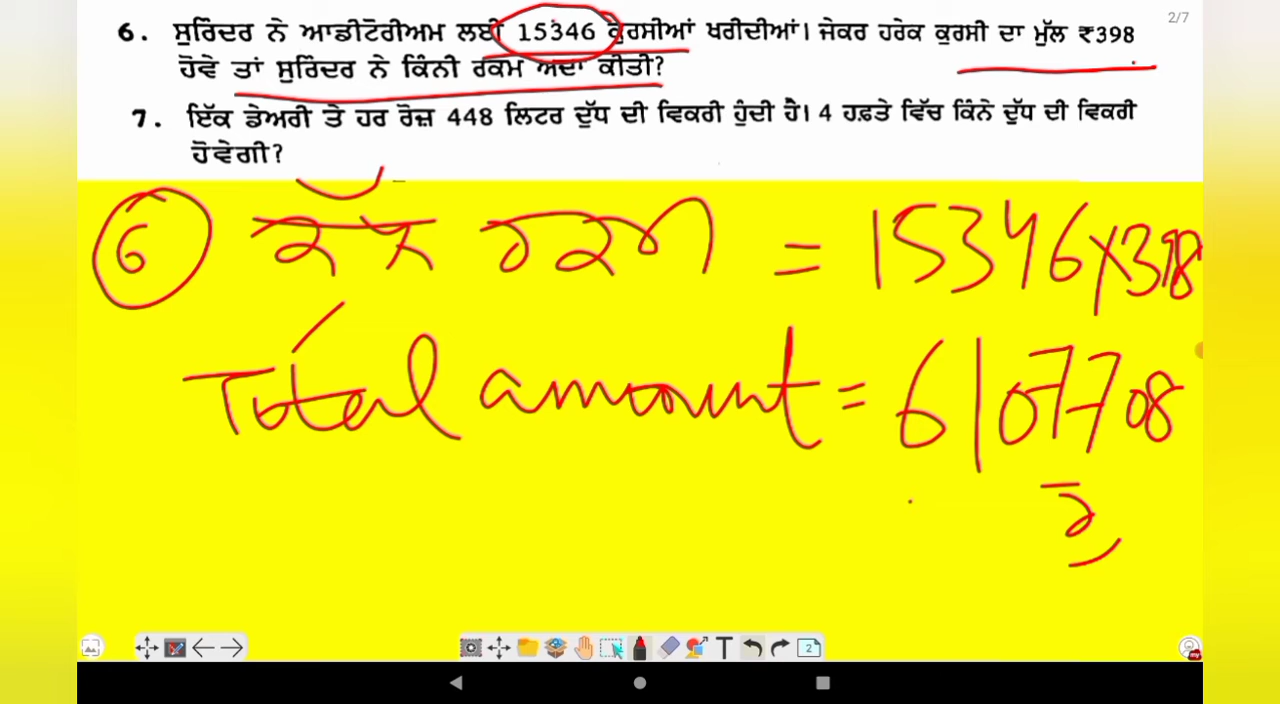 2/7
6. ਸੁਰਿੰਦਰ ਨੇ ਆਡੀਟੋਰੀਅਮ ਲਈ 15346 ਕੁਰਸੀਆਂ ਖਰੀਦੀਆਂ। ਜੇਕਰ ਹਰੇਕ ਕੁਰਸੀ ਦਾ ਮੁੱਲ ₹398
ਹੋਵੇ ਤਾਂ ਸੁਰਿੰਦਰ ਨੇ ਕਿੰਨੀ ਰਕਮ ਅਦਾ ਕੀਤੀ?
7. ਇੱਕ ਡੇਅਰੀ ਤੇ ਹਰ ਰੋਜ਼ 448 ਲਿਟਰ ਦੁੱਧ ਦੀ ਵਿਕਰੀ ਹੁੰਦੀ ਹੈ। 4 ਹਫ਼ਤੇ ਵਿੱਚ ਕਿੰਨੇ ਦੁੱਧ ਦੀ ਵਿਕਰੀ
ਹੋਵੇਗੀ?
6 ਕੁੱਲ ਰਕਮ = 15346×398
Total amount = 6107708
ਰੁ
T 2